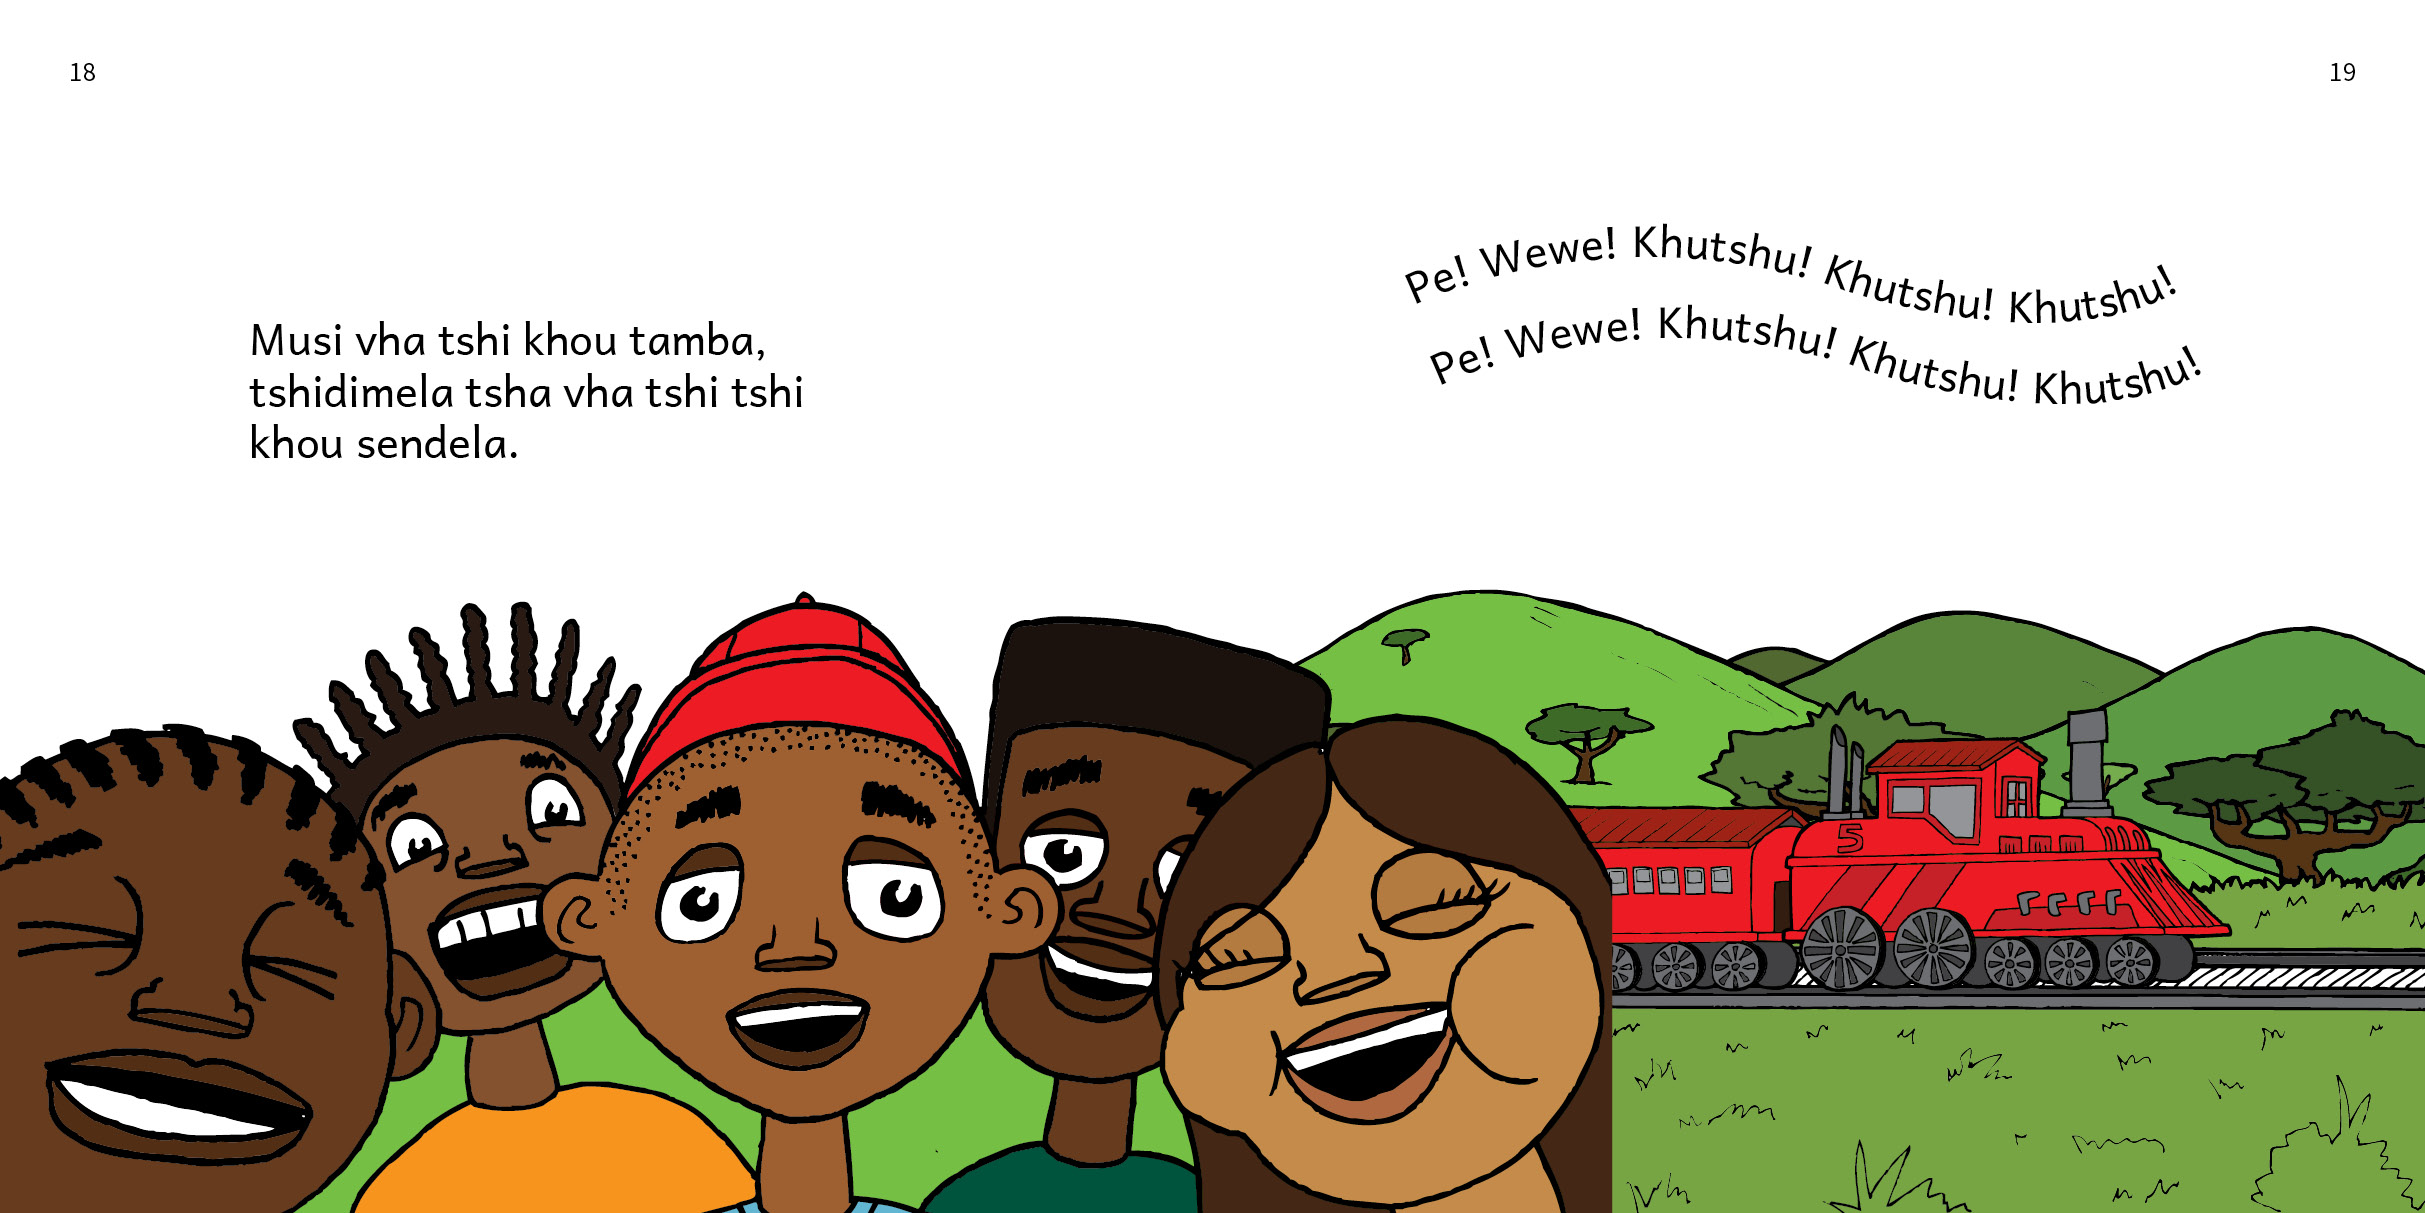 18
Musi vha tshi khou tamba,
tshidimela tsha vha tshi tshi
khou sendela.
19
Pe! Wewe! Khutshu! Khutshu! Khutshu!
Pe! Wewe! Khutshu! Khutshu! Khutshu!
5